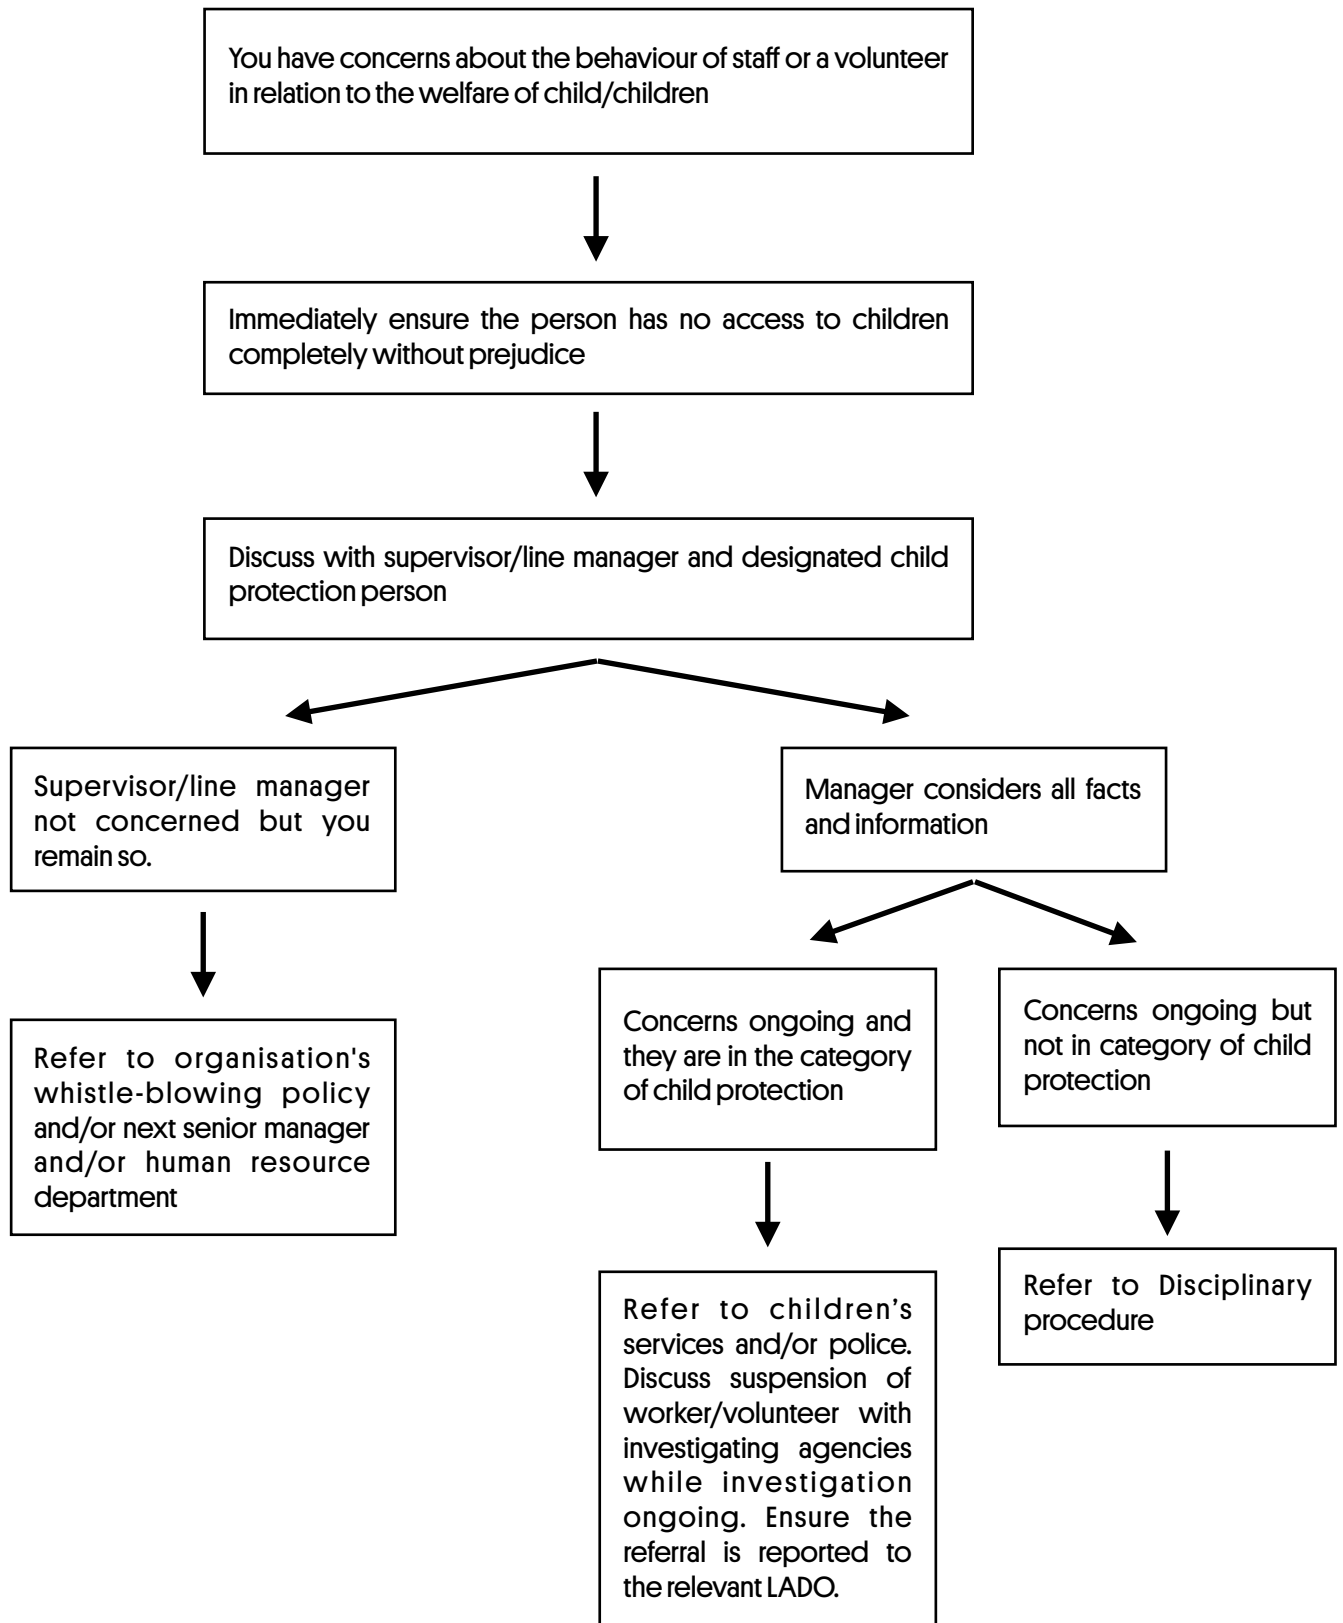 You have concerns about the behaviour of staff or a volunteer
in relation to the welfare of child/children
Immediately ensure the person has no access to children
completely without prejudice
Discuss with supervisor/line manager and designated child
protection person
Supervisor/line manager
not concerned but you
remain so.
Manager considers all facts
and information
Refer to organisation's
whistle-blowing policy
and/or next senior manager
and/or human resource
department
Concerns ongoing and
they are in the category
of child protection
Concerns ongoing but
not in category of child
protection
Refer to children’s
services and/or police.
Discuss suspension of
worker/volunteer with
investigating agencies
while investigation
ongoing. Ensure the
referral is reported to
the relevant LADO.
Refer to Disciplinary
procedure